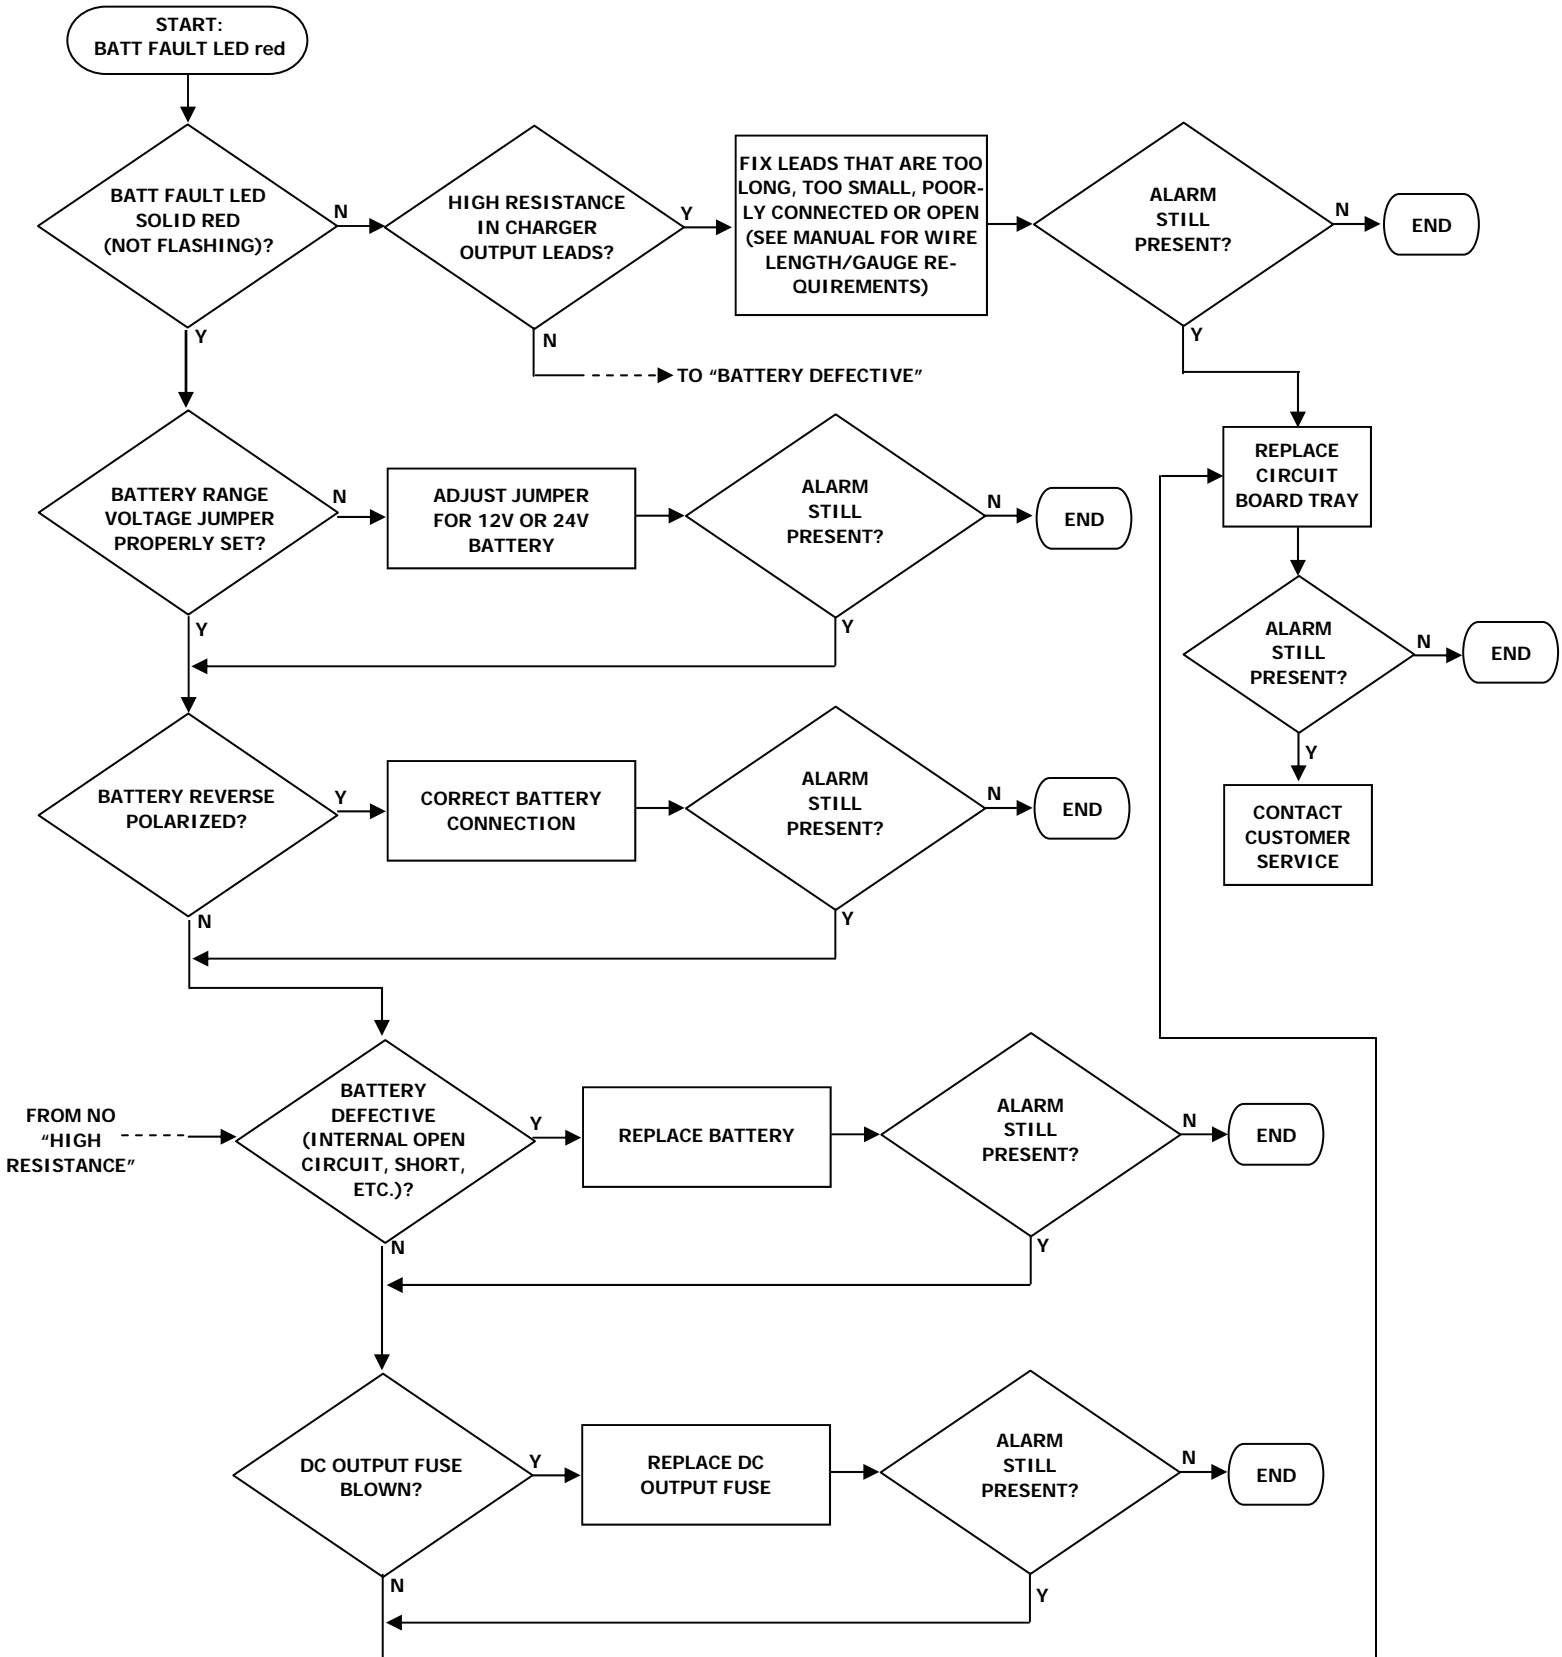 START:
BATT FAULT LED red
BATT FAULT LED
SOLID RED
(NOT FLASHING)?
N
Y
HIGH RESISTANCE
IN CHARGER
OUTPUT LEADS?
Y
N
FIX LEADS THAT ARE TOO
LONG, TOO SMALL, POOR-
LY CONNECTED OR OPEN
(SEE MANUAL FOR WIRE
LENGTH/GAUGE RE-
QUIREMENTS)
ALARM
STILL
PRESENT?
N
Y
END
TO “BATTERY DEFECTIVE”
BATTERY RANGE
VOLTAGE JUMPER
PROPERLY SET?
N
Y
ADJUST JUMPER
FOR 12V OR 24V
BATTERY
ALARM
STILL
PRESENT?
N
Y
END
REPLACE
CIRCUIT
BOARD TRAY
ALARM
STILL
PRESENT?
N
Y
END
CONTACT
CUSTOMER
SERVICE
BATTERY REVERSE
POLARIZED?
Y
N
CORRECT BATTERY
CONNECTION
ALARM
STILL
PRESENT?
N
Y
END
FROM NO
“HIGH
RESISTANCE”
BATTERY
DEFECTIVE
(INTERNAL OPEN
CIRCUIT, SHORT,
ETC.)?
Y
N
REPLACE BATTERY
ALARM
STILL
PRESENT?
N
Y
END
DC OUTPUT FUSE
BLOWN?
Y
N
REPLACE DC
OUTPUT FUSE
ALARM
STILL
PRESENT?
N
Y
END